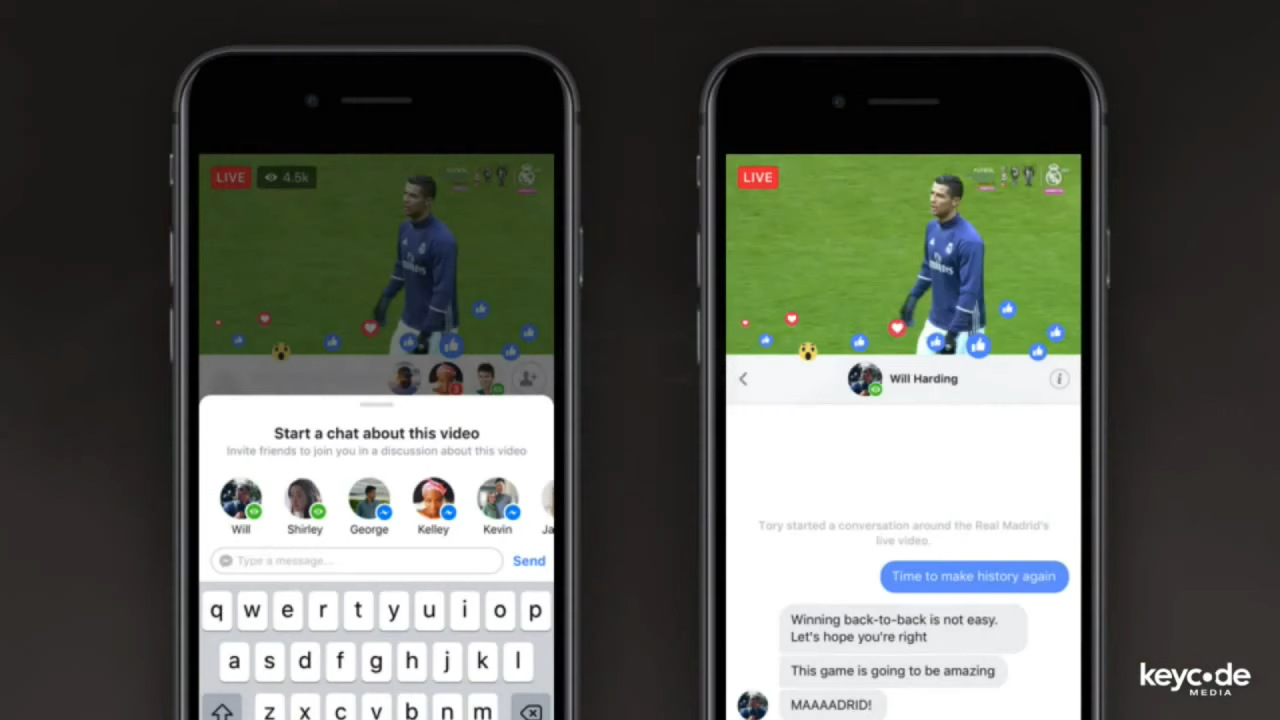 LIVE
4.5k
Emirates
Start a chat about this video
Invite friends to join you in a discussion about this video
Will
Shirley
George
Kelley
Kevin
Ja
Type a message...
Send
q w e r t y u i o p
a s d f g h j k l
z x c v b n m
LIVE
Emirates
Will Harding
Tory started a conversation around the Real Madrid's
live video.
Time to make history again
Winning back-to-back is not easy.
Let's hope you're right
This game is going to be amazing
MAAAADRID!
keycode
MEDIA